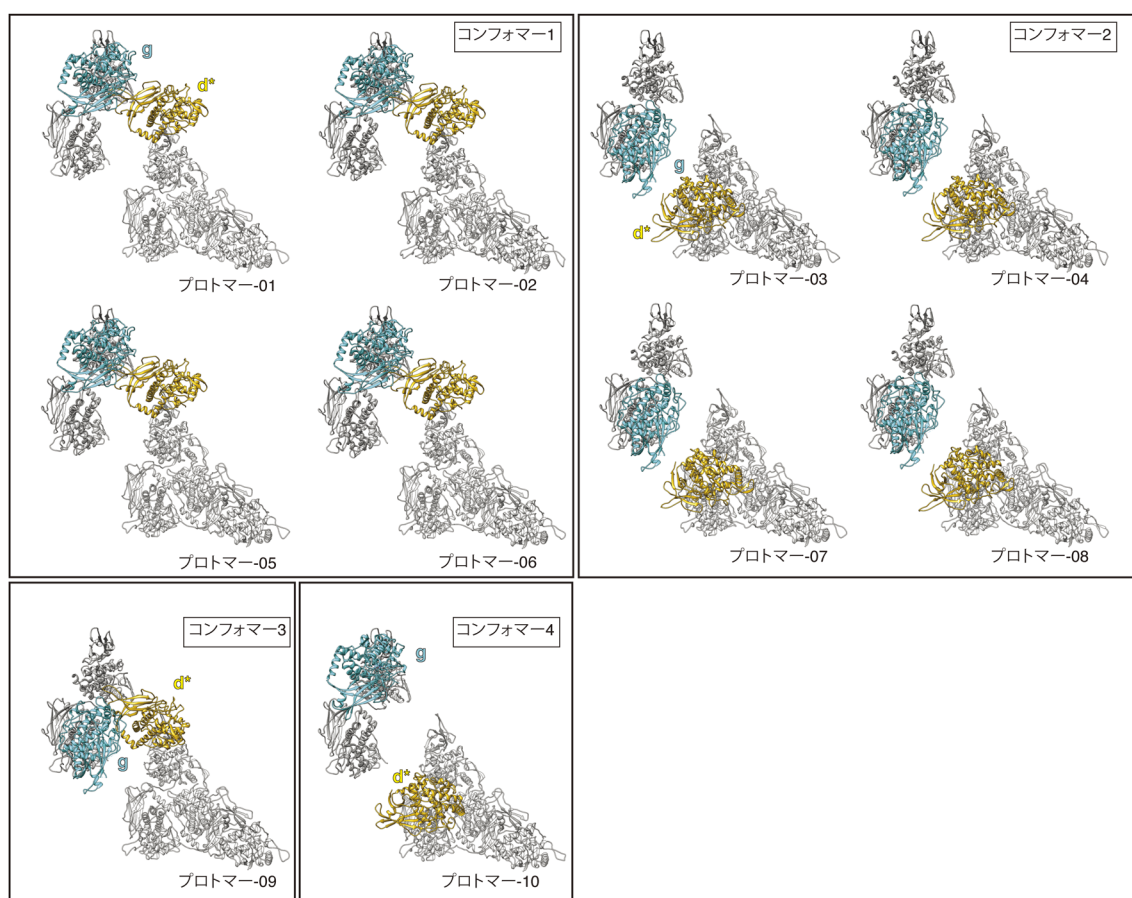 コンフォマー1
g
d*
プロトマー-01
プロトマー-02
プロトマー-05
プロトマー-06
コンフォマー2
g
d*
プロトマー-03
プロトマー-04
プロトマー-07
プロトマー-08
コンフォマー3
d*
g
プロトマー-09
コンフォマー4
g
d*
プロトマー-10